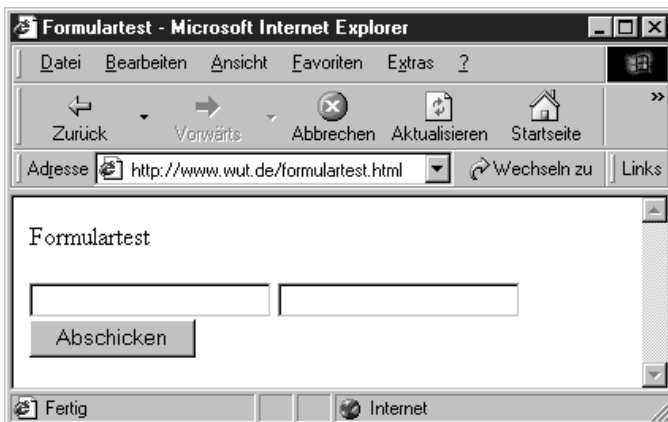 Formulartest - Microsoft Internet Explorer
Datei Bearbeiten Ansicht Favoriten Extras ?
Zurück Vorwärts Abbrechen Aktualisieren Startseite »
Adresse http://www.wut.de/formulartest.html Wechseln zu Links
Formulartest
Abschicken
Fertig Internet